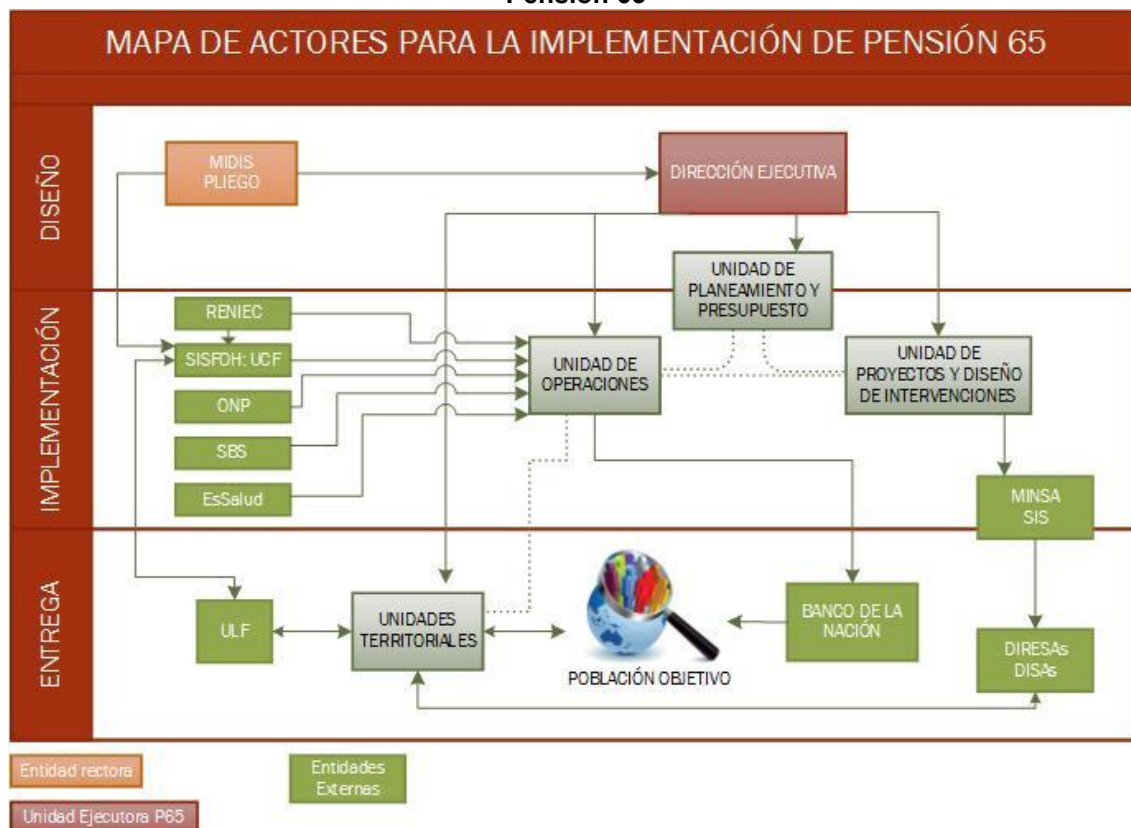 MAPA DE ACTORES PARA LA IMPLEMENTACIÓN DE PENSIÓN 65
DISEÑO
MIDIS
PLIEGO
DIRECCIÓN EJECUTIVA
UNIDAD DE
PLANEAMIENTO Y
PRESUPUESTO
IMPLEMENTACIÓN
RENIEC
SISFOH: UCF
ONP
SBS
EsSalud
UNIDAD DE
OPERACIONES
UNIDAD DE
PROYECTOS Y DISEÑO
DE INTERVENCIONES
MINSA
SIS
ENTREGA
ULF
UNIDADES
TERRITORIALES
POBLACIÓN OBJETIVO
BANCO DE LA
NACIÓN
DIRESAs
DISAs
Entidad rectora
Entidades
Externas
Unidad Ejecutora P65